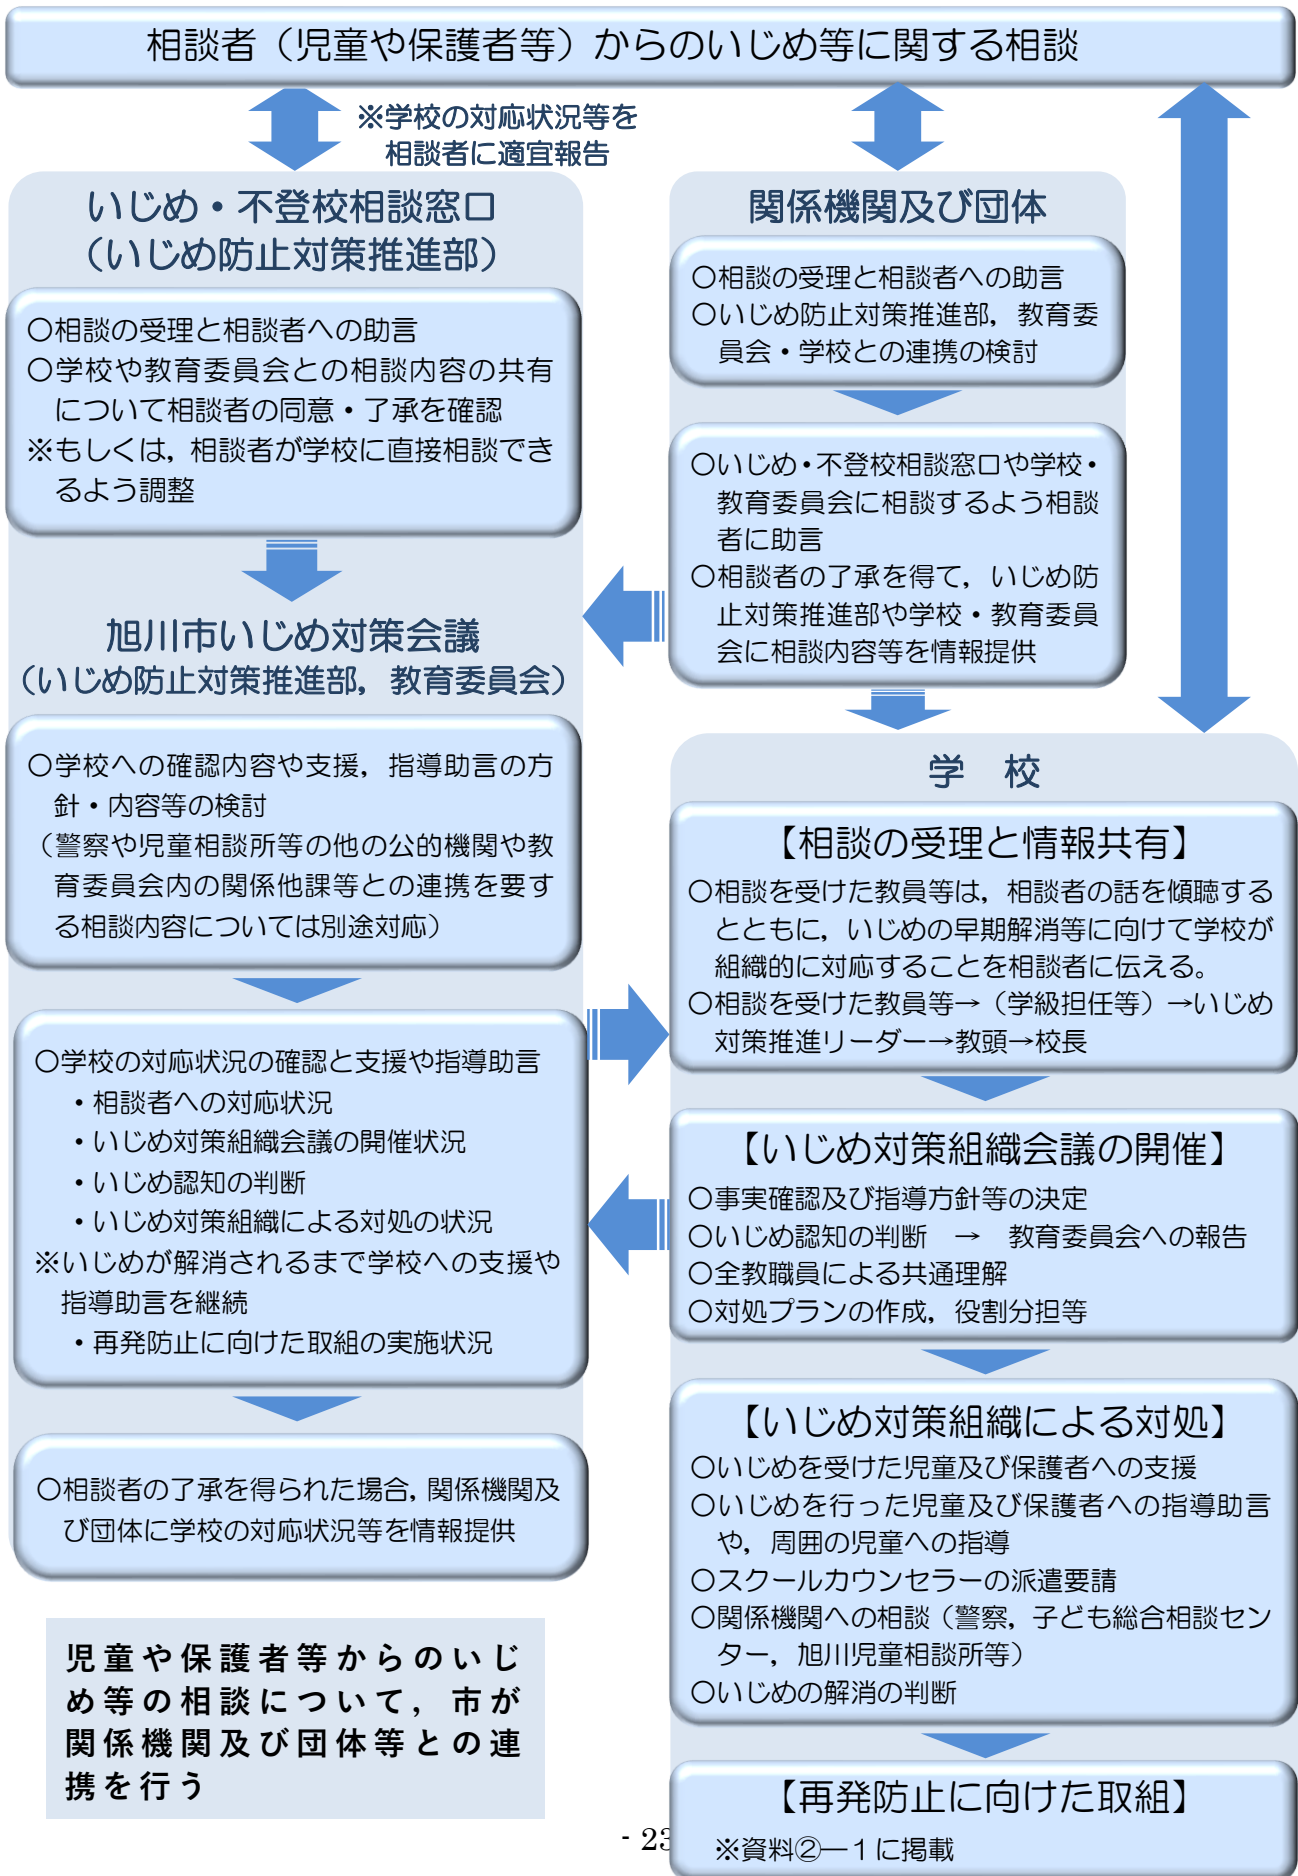 相談者（児童や保護者等）からのいじめ等に関する相談
※学校の対応状況等を
相談者に適宜報告
いじめ・不登校相談窓口
（いじめ防止対策推進部）
〇相談の受理と相談者への助言
〇学校や教育委員会との相談内容の共有
について相談者の同意・了承を確認
※もしくは，相談者が学校に直接相談でき
るよう調整
旭川市いじめ対策会議
（いじめ防止対策推進部，教育委員会）
〇学校への確認内容や支援，指導助言の方
針・内容等の検討
（警察や児童相談所等の他の公的機関や教
育委員会内の関係他課等との連携を要す
る相談内容については別途対応）
〇学校の対応状況の確認と支援や指導助言
・相談者への対応状況
・いじめ対策組織会議の開催状況
・いじめ認知の判断
・いじめ対策組織による対処の状況
※いじめが解消されるまで学校への支援や
指導助言を継続
・再発防止に向けた取組の実施状況
〇相談者の了承を得られた場合，関係機関及
び団体に学校の対応状況等を情報提供
児童や保護者等からのいじ
め等の相談について，市が
関係機関及び団体等との連
携を行う
関係機関及び団体
〇相談の受理と相談者への助言
〇いじめ防止対策推進部，教育委
員会・学校との連携の検討
〇いじめ・不登校相談窓口や学校・
教育委員会に相談するよう相談
者に助言
〇相談者の了承を得て，いじめ防
止対策推進部や学校・教育委員
会に相談内容等を情報提供
学　校
【相談の受理と情報共有】
〇相談を受けた教員等は，相談者の話を傾聴する
とともに，いじめの早期解消等に向けて学校が
組織的に対応することを相談者に伝える。
〇相談を受けた教員等→（学級担任等）→いじめ
対策推進リーダー→教頭→校長
【いじめ対策組織会議の開催】
〇事実確認及び指導方針等の決定
〇いじめ認知の判断　→　教育委員会への報告
〇全教職員による共通理解
〇対処プランの作成，役割分担等
【いじめ対策組織による対処】
〇いじめを受けた児童及び保護者への支援
〇いじめを行った児童及び保護者への指導助言
や，周囲の児童への指導
〇スクールカウンセラーの派遣要請
〇関係機関への相談（警察，子ども総合相談セン
ター，旭川児童相談所等）
〇いじめの解消の判断
【再発防止に向けた取組】
※資料②―１に掲載
- 23